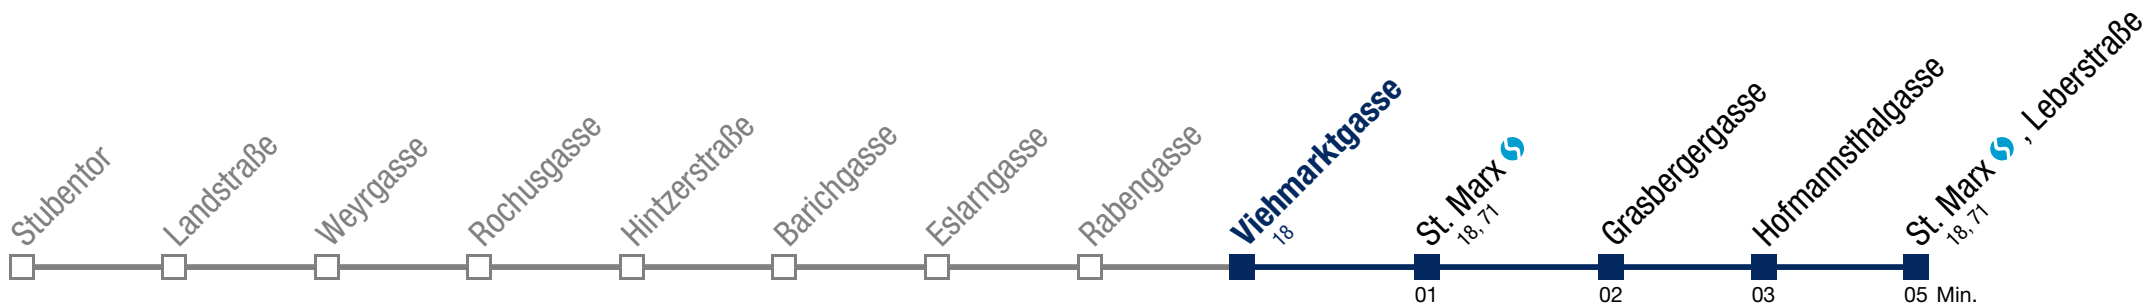 Stubentor
Landstraße
Weyrgasse
Rochusgasse
Hintzerstraße
Barichgasse
Eslarngasse
Rabengasse
Viehmarktgasse
18
St. Marx
18, 71
Grasbergergasse
Hofmannsthalgasse
St. Marx , Leberstraße
18, 71
01
02
03
05 Min.